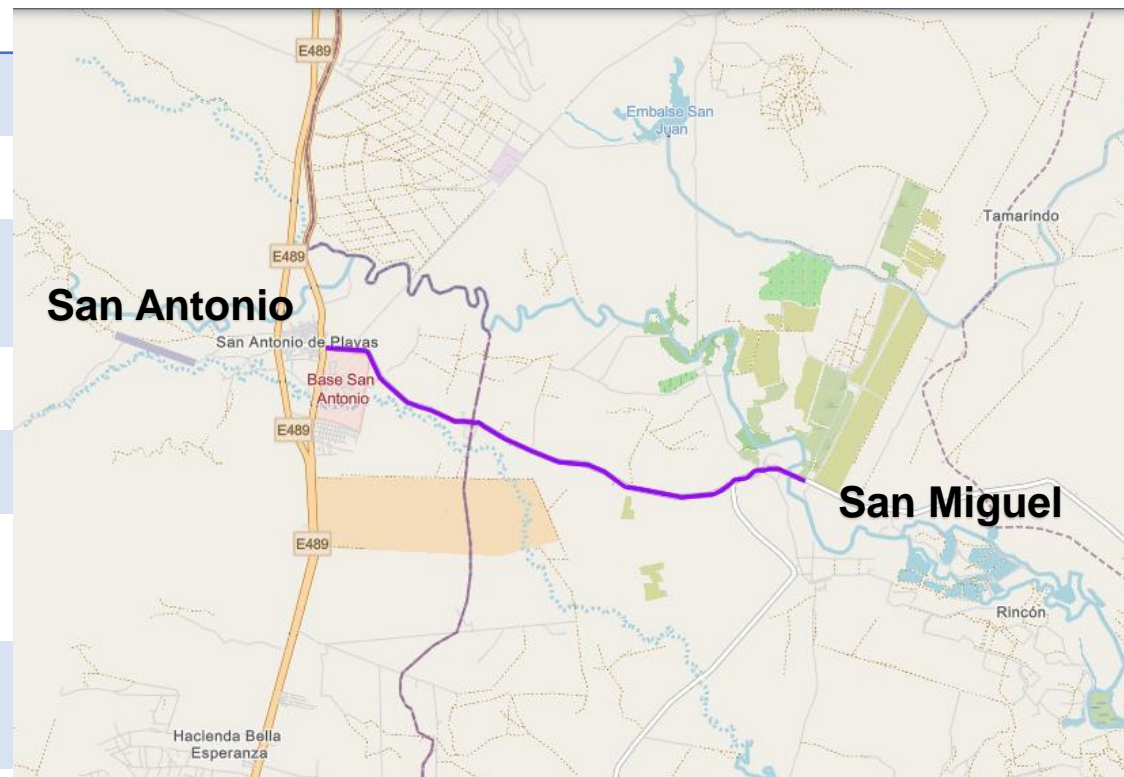 E489
Embalse San
Juan
Tamarindo
E489
San Antonio
San Antonio de Playas
Base San
Antonio
E489
San Miguel
E489
Rincón
Hacienda Bella
Esperanza